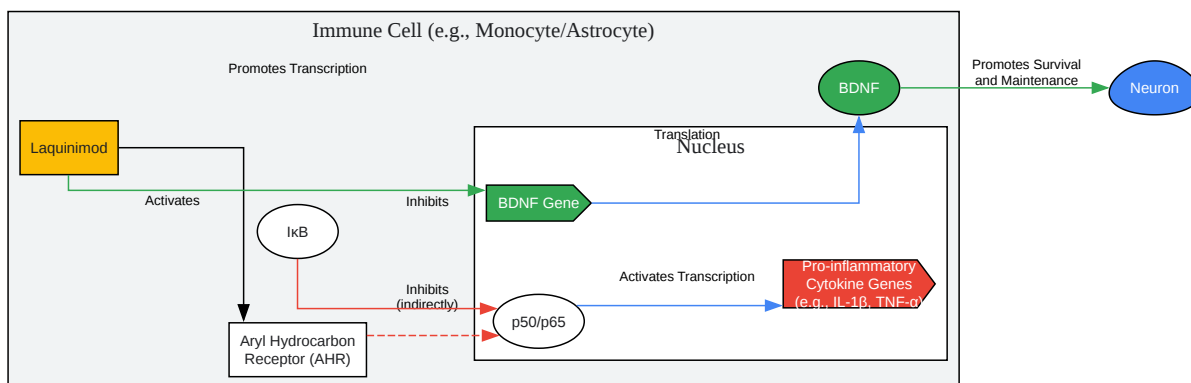 Immune Cell (e.g., Monocyte/Astrocyte)
Promotes Transcription
Promotes Survival
and Maintenance
BDNF
Neuron
Translation
Nucleus
Laquinimod
Activates
Inhibits
BDNF Gene
IκB
Activates Transcription
Pro-inflammatory
Cytokine Genes
(e.g., IL-1β, TNF-α)
Inhibits
(indirectly)
p50/p65
Aryl Hydrocarbon
Receptor (AHR)